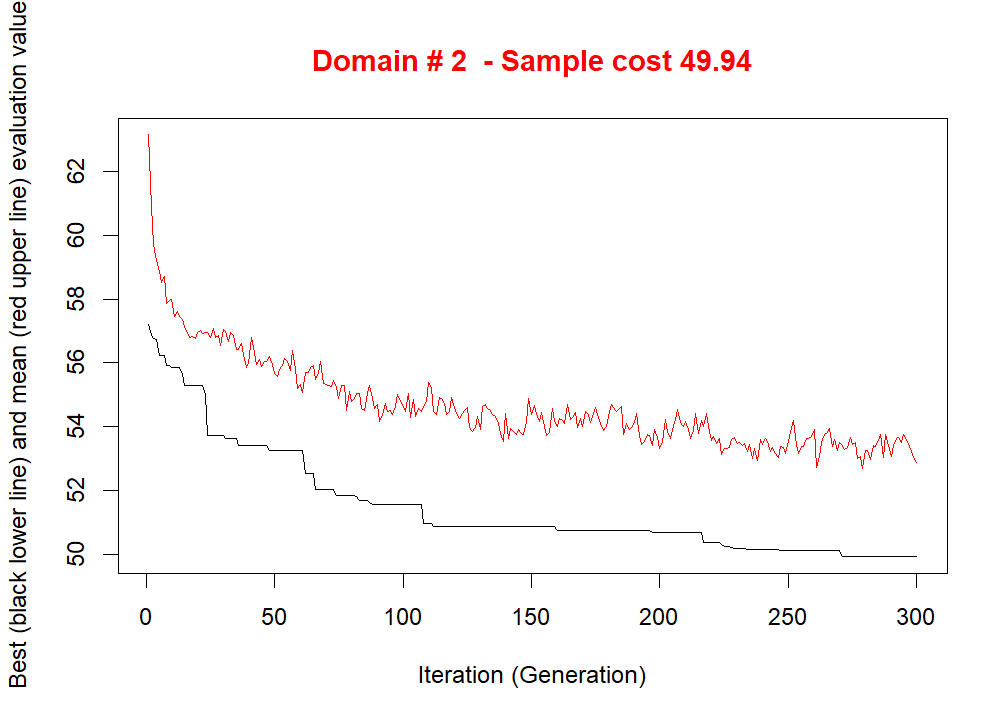 Domain # 2  - Sample cost 49.94
Best (black lower line) and mean (red upper line) evaluation value
62
60
58
56
54
52
50
0 50 100 150 200 250 300
Iteration (Generation)